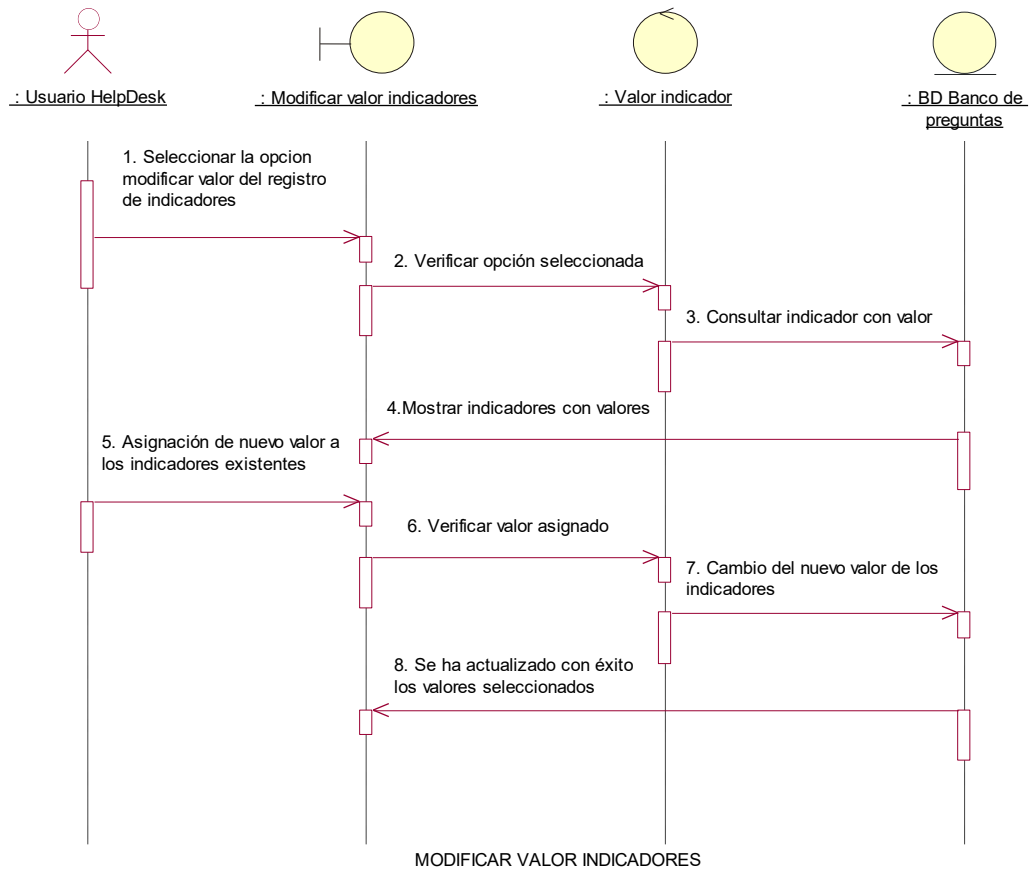 : Usuario HelpDesk
: Modificar valor indicadores
: Valor indicador
: BD Banco de
preguntas
1. Seleccionar la opcion
modificar valor del registro
de indicadores
2. Verificar opción seleccionada
3. Consultar indicador con valor
4.Mostrar indicadores con valores
5. Asignación de nuevo valor a
los indicadores existentes
6. Verificar valor asignado
7. Cambio del nuevo valor de los
indicadores
8. Se ha actualizado con éxito
los valores seleccionados
MODIFICAR VALOR INDICADORES